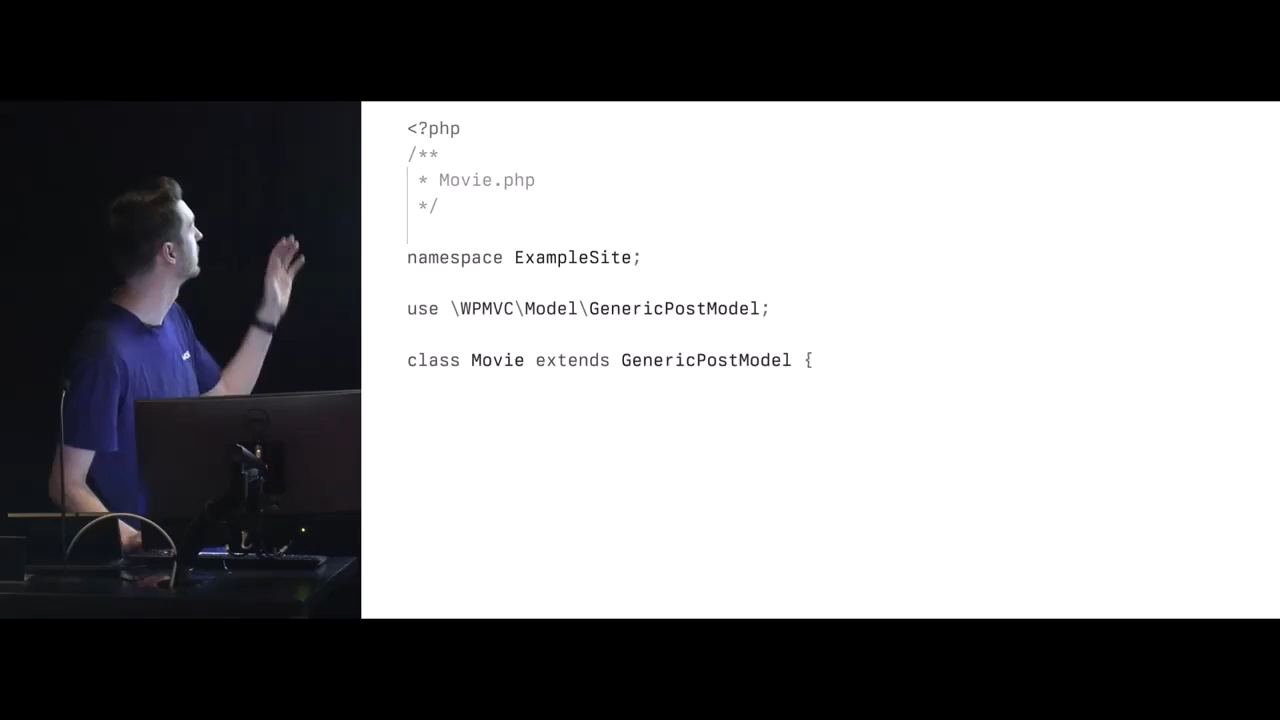 <?php
/**
* Movie.php
*/
namespace ExampleSite;
use \WPMVC\Model\GenericPostModel;
class Movie extends GenericPostModel {